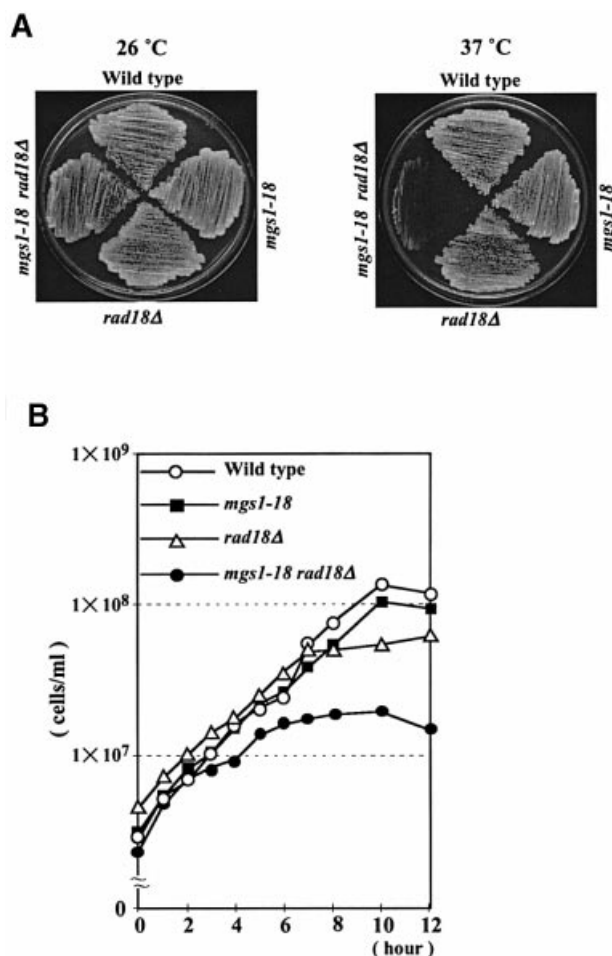 A
26 °C
37 °C
Wild type
Wild type
mgs1-18 rad18Δ
mgs1-18
mgs1-18 rad18Δ
mgs1-18
rad18Δ
rad18Δ
B
1×10⁹
Wild type
mgs1-18
rad18Δ
mgs1-18 rad18Δ
1×10⁸
( cells/ml )
1×10⁷
0
0 2 4 6 8 10 12
( hour )